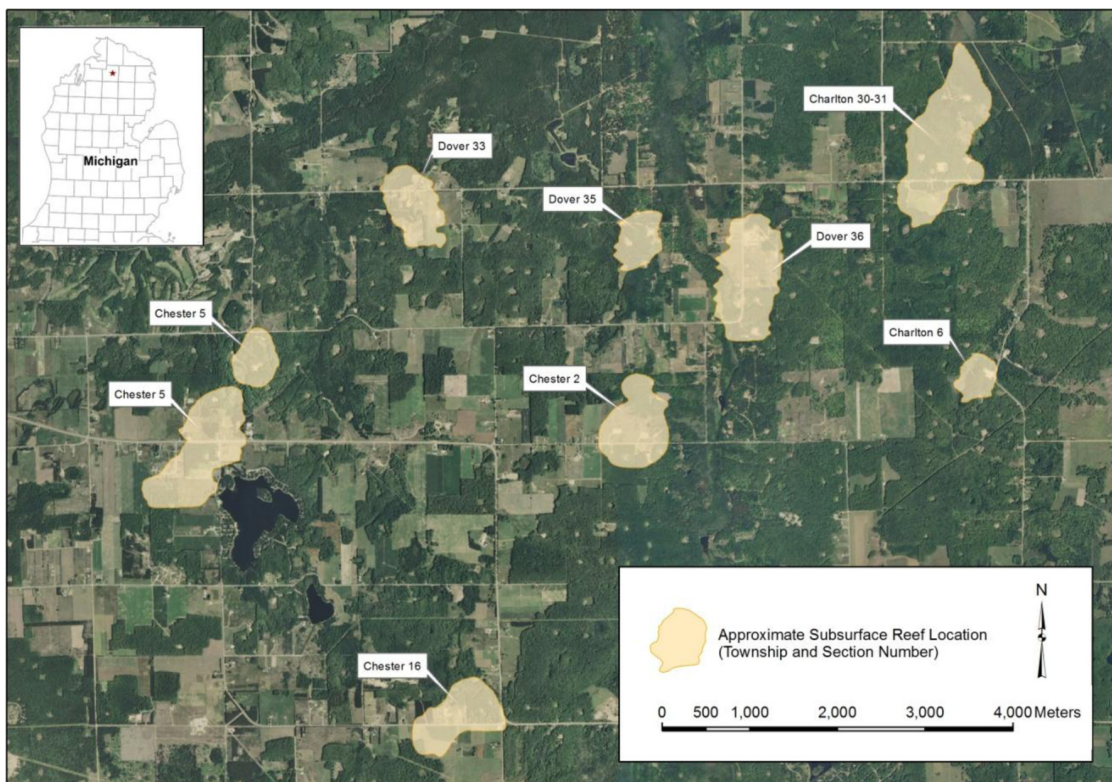 Michigan
Charlton 30-31
Dover 33
Dover 35
Dover 36
Chester 5
Charlton 6
Chester 5
Chester 2
Chester 16
N
Approximate Subsurface Reef Location
(Township and Section Number)
0 500 1,000 2,000 3,000 4,000 Meters